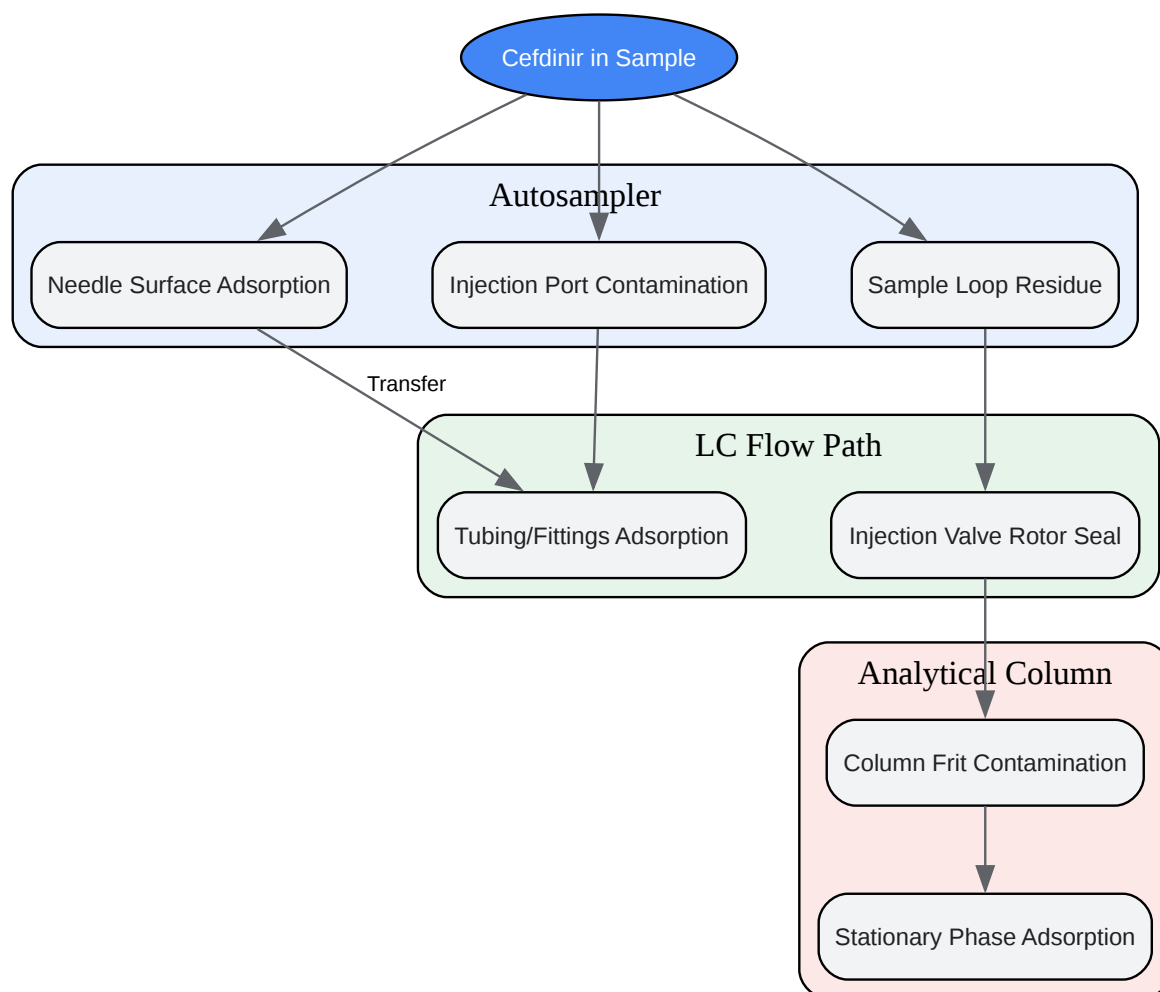 Cefdinir in Sample
Autosampler
Needle Surface Adsorption
Injection Port Contamination
Sample Loop Residue
Transfer
LC Flow Path
Tubing/Fittings Adsorption
Injection Valve Rotor Seal
Analytical Column
Column Frit Contamination
Stationary Phase Adsorption